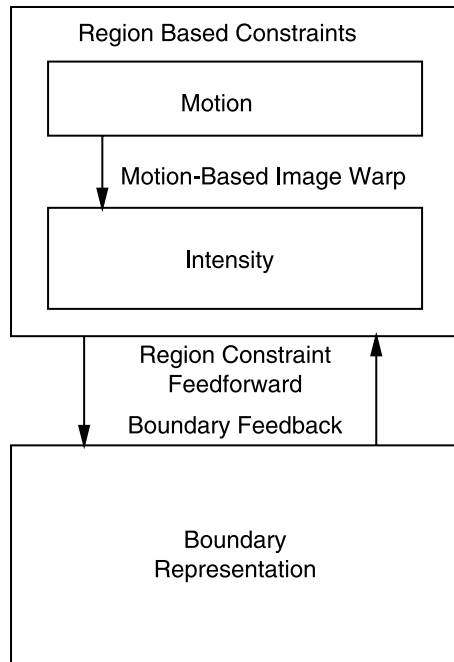 Region Based Constraints
Motion
Motion-Based Image Warp
Intensity
Region Constraint
Feedforward
Boundary Feedback
Boundary
Representation